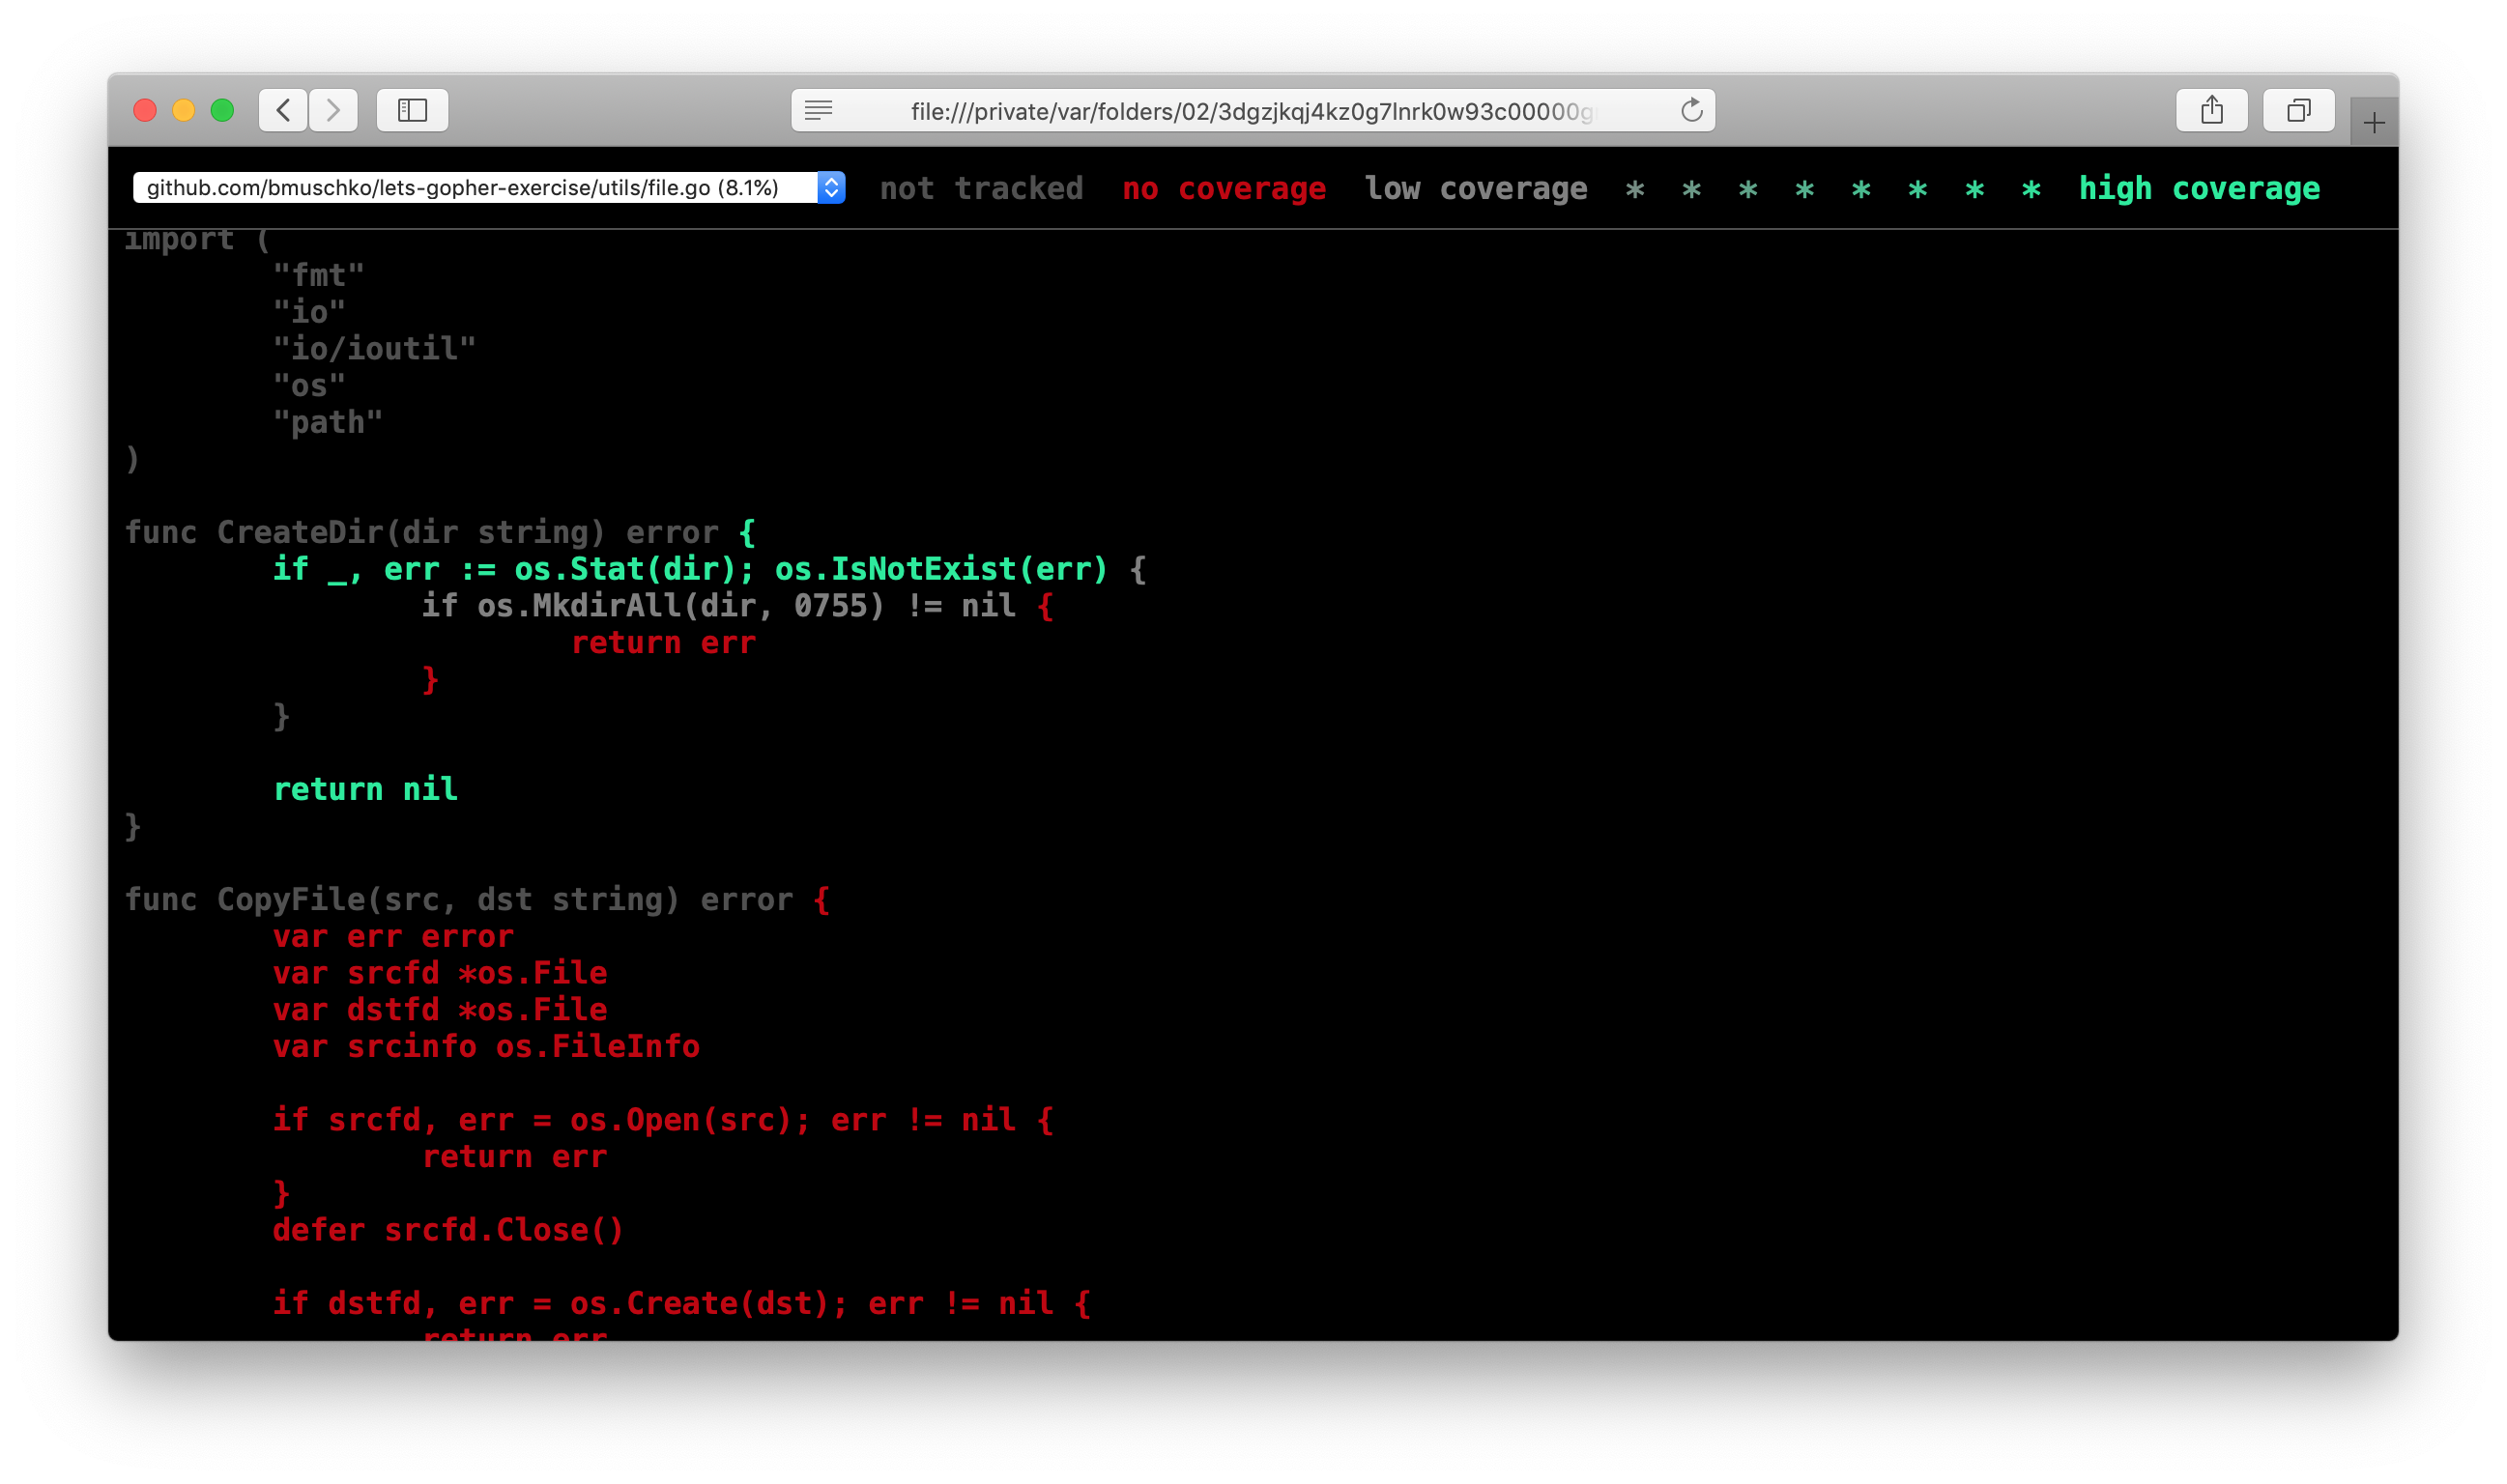 file:///private/var/folders/02/3dgzjkqj4kz0g7lnrk0w93c00000g
github.com/bmuschko/lets-gopher-exercise/utils/file.go (8.1%) not tracked no coverage low coverage * * * * * * * * high coverage
import (
"fmt"
"io"
"io/ioutil"
"os"
"path"
)
func CreateDir(dir string) error {
if _, err := os.Stat(dir); os.IsNotExist(err) {
if os.MkdirAll(dir, 0755) != nil {
return err
}
}
return nil
}
func CopyFile(src, dst string) error {
var err error
var srcfd *os.File
var dstfd *os.File
var srcinfo os.FileInfo
if srcfd, err = os.Open(src); err != nil {
return err
}
defer srcfd.Close()
if dstfd, err = os.Create(dst); err != nil {
return err